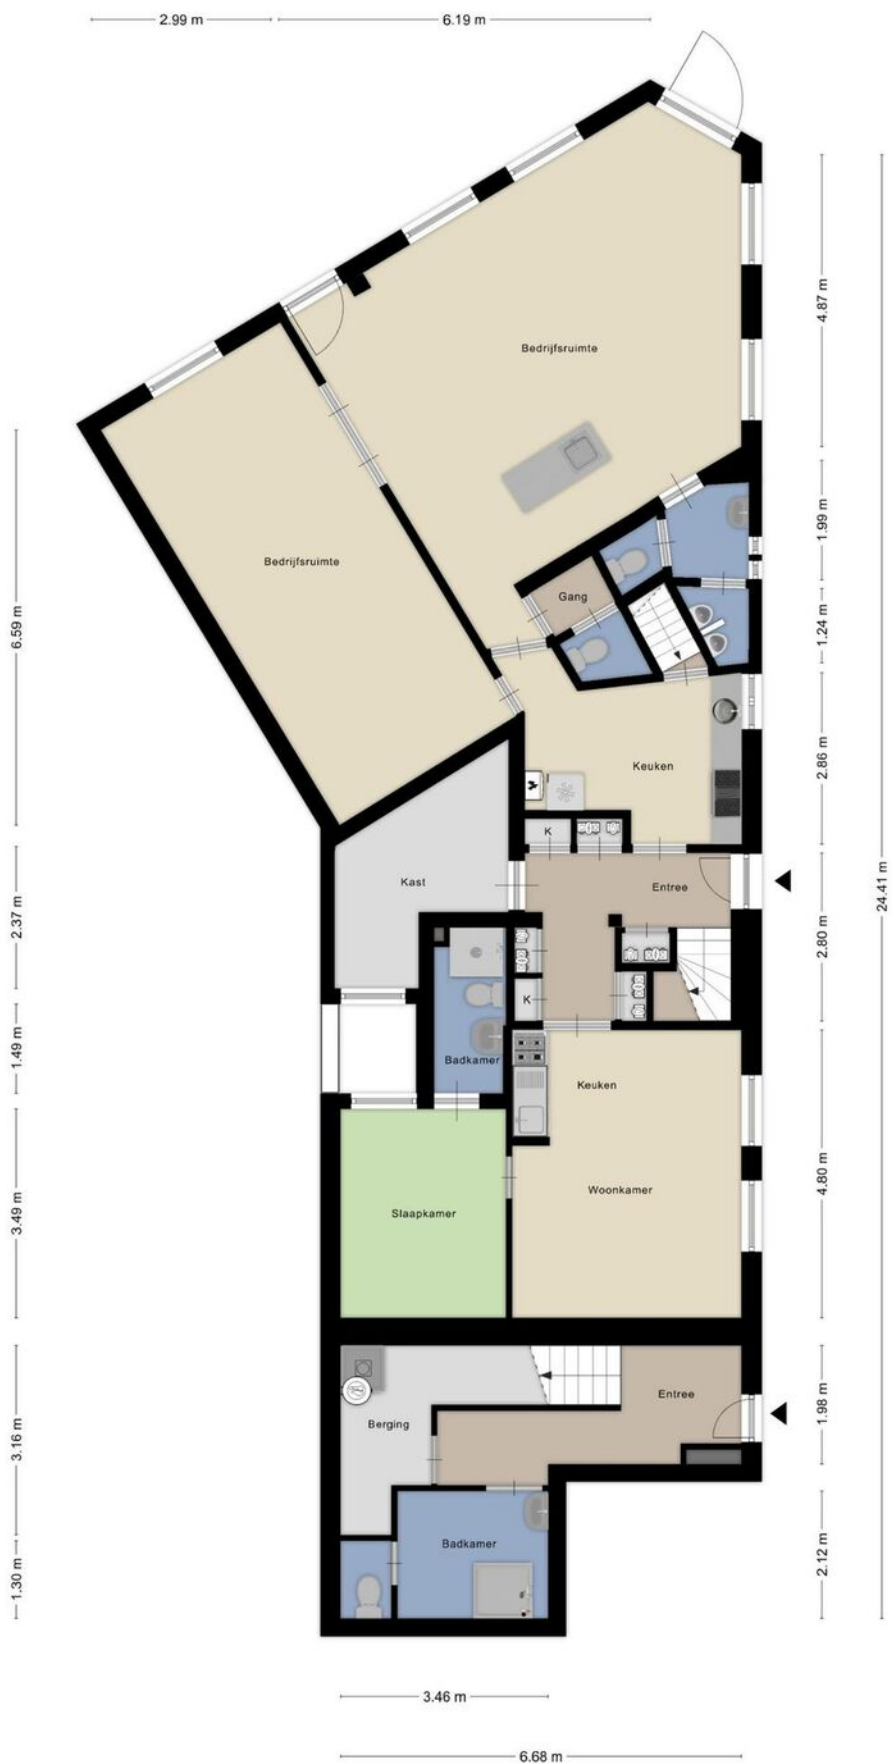 2.99 m
6.19 m
4.87 m
Bedrijfsruimte
1.99 m
Bedrijfsruimte
Gang
6.59 m
1.24 m
24.41 m
2.86 m
Keuken
K
Kast
Entree
2.37 m
2.80 m
K
1.49 m
Badkamer
Keuken
4.80 m
Woonkamer
3.49 m
Slaapkamer
Entree
1.98 m
3.16 m
Berging
Badkamer
2.12 m
1.30 m
3.46 m
6.68 m